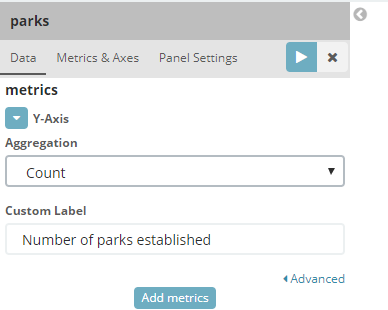 parks
Data Metrics & Axes Panel Settings
metrics
Y-Axis
Aggregation
Count
Custom Label
Number of parks established
Advanced
Add metrics